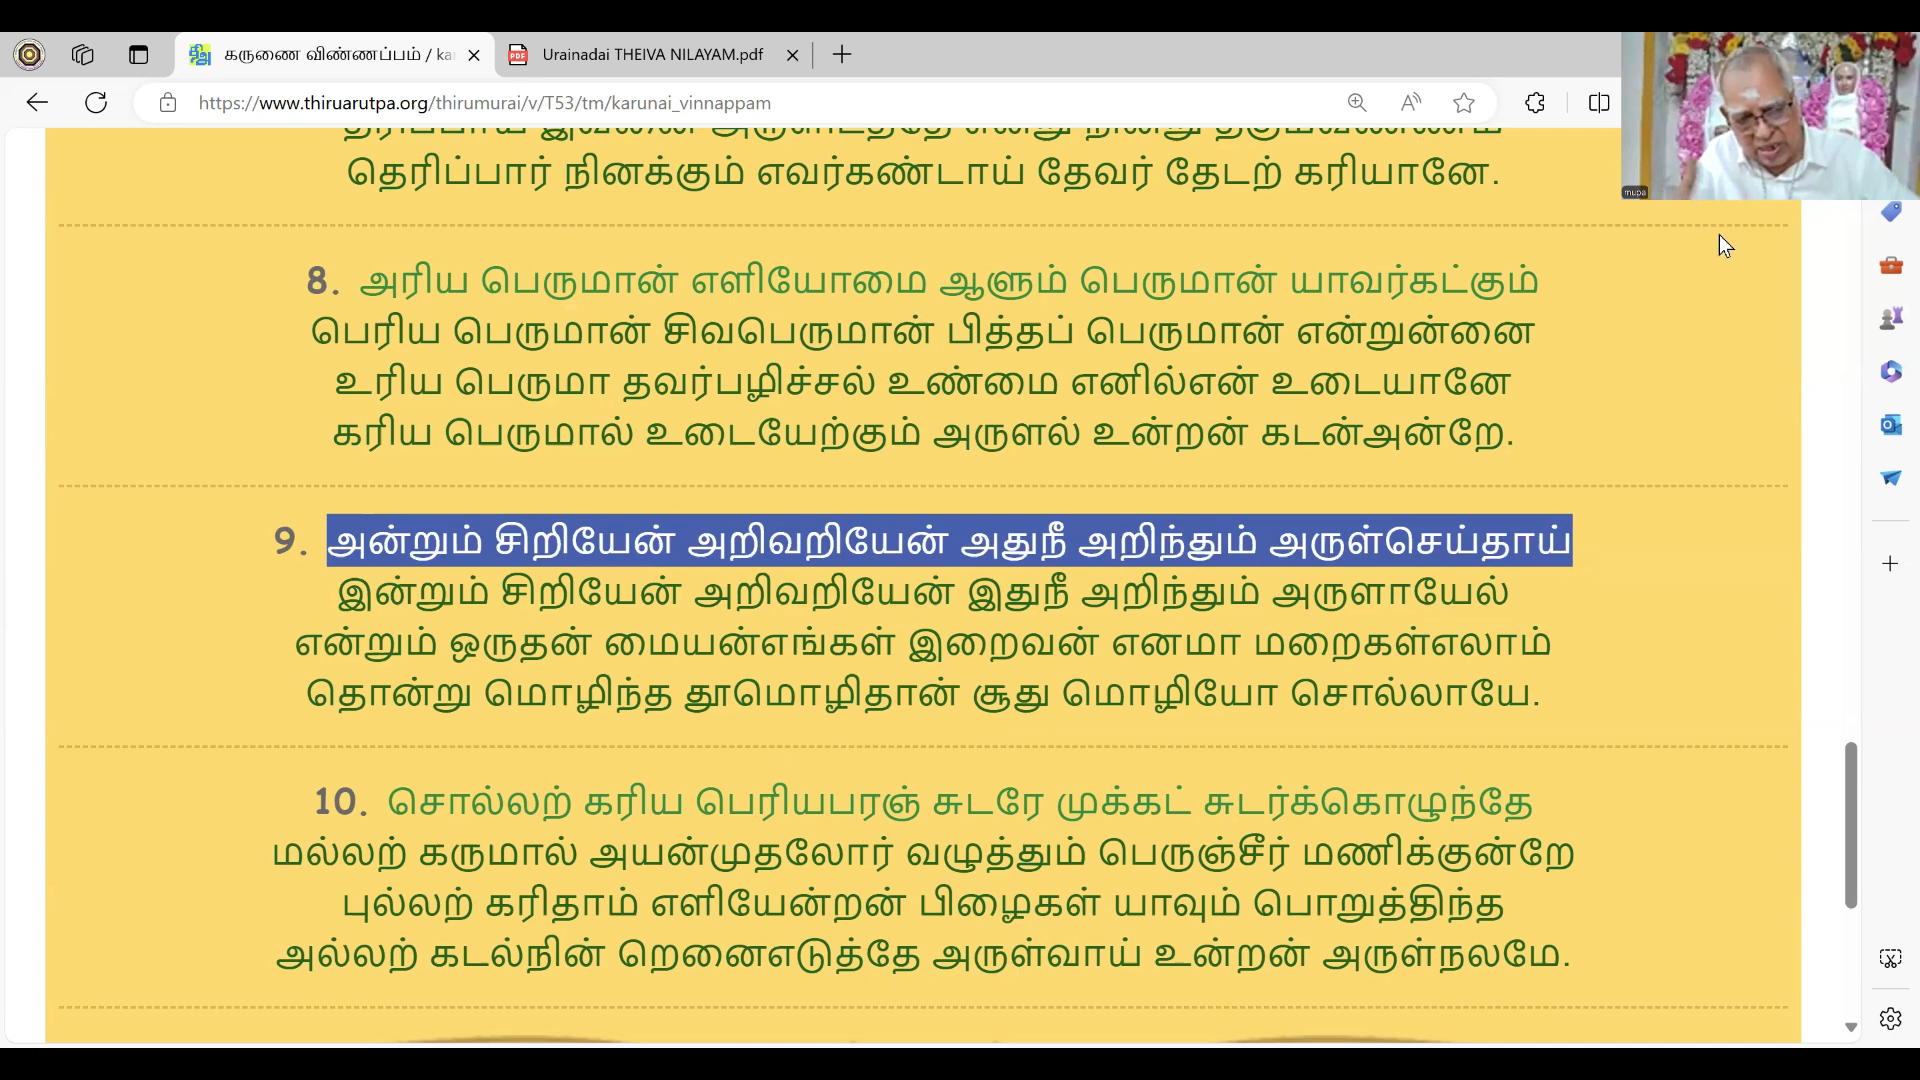 கருணை விண்ணப்பம் / kar
Urainadai THEIVA NILAYAM.pdf
https://www.thiruarutpa.org/thirumurai/v/T53/tm/karunai_vinnappam
mupa
தெரிப்பார் நினக்கும் எவர்கண்டாய் தேவர் தேடற் கரியானே.
8. அரிய பெருமான் எளியோமை ஆளும் பெருமான் யாவர்கட்கும்
பெரிய பெருமான் சிவபெருமான் பித்தப் பெருமான் என்றுன்னை
உரிய பெருமா தவர்பழிச்சல் உண்மை எனில்என் உடையானே
கரிய பெருமால் உடையேற்கும் அருளல் உன்றன் கடன்அன்றே.
9. அன்றும் சிறியேன் அறிவறியேன் அதுநீ அறிந்தும் அருள்செய்தாய்
இன்றும் சிறியேன் அறிவறியேன் இதுநீ அறிந்தும் அருளாயேல்
என்றும் ஒருதன் மையன்எங்கள் இறைவன் எனமா மறைகள்எலாம்
தொன்று மொழிந்த தூமொழிதான் சூது மொழியோ சொல்லாயே.
10. சொல்லற் கரிய பெரியபரஞ் சுடரே முக்கட் சுடர்க்கொழுந்தே
மல்லற் கருமால் அயன்முதலோர் வழுத்தும் பெருஞ்சீர் மணிக்குன்றே
புல்லற் கரிதாம் எளியேன்றன் பிழைகள் யாவும் பொறுத்திந்த
அல்லற் கடல்நின் றெனைஎடுத்தே அருள்வாய் உன்றன் அருள்நலமே.